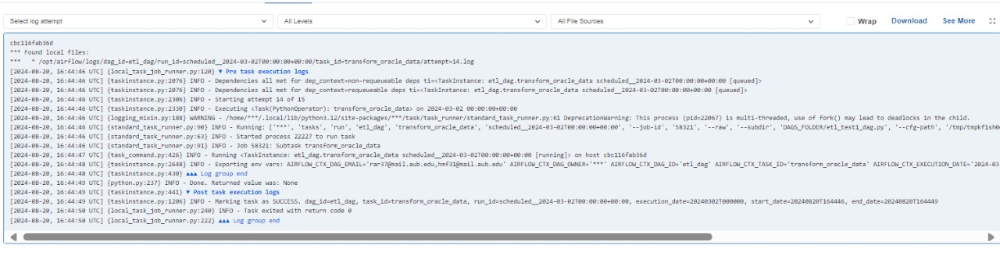 Select log attempt
All Levels
All File Sources
Wrap
Download
See More
cbc116fab36d
*** Found local files:
***   * /opt/airflow/logs/dag_id=etl_dag/run_id=scheduled__2024-03-02T00:00:00+00:00/task_id=transform_oracle_data/attempt=14.log
[2024-08-20, 16:44:46 UTC] {local_task_job_runner.py:120} ▼ Pre task execution logs
[2024-08-20, 16:44:46 UTC] {taskinstance.py:2076} INFO - Dependencies all met for dep_context=non-requeueable deps ti=<TaskInstance: etl_dag.transform_oracle_data scheduled__2024-03-02T00:00:00+00:00 [queued]>
[2024-08-20, 16:44:46 UTC] {taskinstance.py:2076} INFO - Dependencies all met for dep_context=requeueable deps ti=<TaskInstance: etl_dag.transform_oracle_data scheduled__2024-03-02T00:00:00+00:00 [queued]>
[2024-08-20, 16:44:46 UTC] {taskinstance.py:2306} INFO - Starting attempt 14 of 15
[2024-08-20, 16:44:46 UTC] {taskinstance.py:2330} INFO - Executing <Task(PythonOperator): transform_oracle_data> on 2024-03-02 00:00:00+00:00
[2024-08-20, 16:44:46 UTC] {logging_mixin.py:188} WARNING - /home/***/.local/lib/python3.12/site-packages/***/task/task_runner/standard_task_runner.py:61 DeprecationWarning: This process (pid=22067) is multi-threaded, use of fork() may lead to deadlocks in the child.
[2024-08-20, 16:44:46 UTC] {standard_task_runner.py:90} INFO - Running: ['***', 'tasks', 'run', 'etl_dag', 'transform_oracle_data', 'scheduled__2024-03-02T00:00:00+00:00', '--job-id', '58321', '--raw', '--subdir', 'DAGS_FOLDER/etl_test1_dag.py', '--cfg-path',
[2024-08-20, 16:44:46 UTC] {standard_task_runner.py:63} INFO - Started process 22227 to run task
[2024-08-20, 16:44:46 UTC] {standard_task_runner.py:91} INFO - Job 58321: Subtask transform_oracle_data
[2024-08-20, 16:44:47 UTC] {task_command.py:426} INFO - Running <TaskInstance: etl_dag.transform_oracle_data scheduled__2024-03-02T00:00:00+00:00 [running]> on host cbc116fab36d
[2024-08-20, 16:44:48 UTC] {taskinstance.py:2648} INFO - Exporting env vars: AIRFLOW_CTX_DAG_EMAIL='rar37@mail.aub.edu,hmf31@mail.aub.edu' AIRFLOW_CTX_DAG_OWNER='***' AIRFLOW_CTX_DAG_ID='etl_dag' AIRFLOW_CTX_TASK_ID='transform_oracle_data' AIRFLOW_CTX_EXECUTION_DATE='2024-03
[2024-08-20, 16:44:48 UTC] {taskinstance.py:430} ▲▲▲ Log group end
[2024-08-20, 16:44:49 UTC] {python.py:237} INFO - Done. Returned value was: None
[2024-08-20, 16:44:49 UTC] {taskinstance.py:441} ▼ Post task execution logs
[2024-08-20, 16:44:49 UTC] {taskinstance.py:1206} INFO - Marking task as SUCCESS. dag_id=etl_dag, task_id=transform_oracle_data, run_id=scheduled__2024-03-02T00:00:00+00:00, execution_date=20240302T000000, start_date=20240820T164446, end_date=20240820T164449
[2024-08-20, 16:44:50 UTC] {local_task_job_runner.py:240} INFO - Task exited with return code 0
[2024-08-20, 16:44:50 UTC] {local_task_job_runner.py:222} ▲▲▲ Log group end